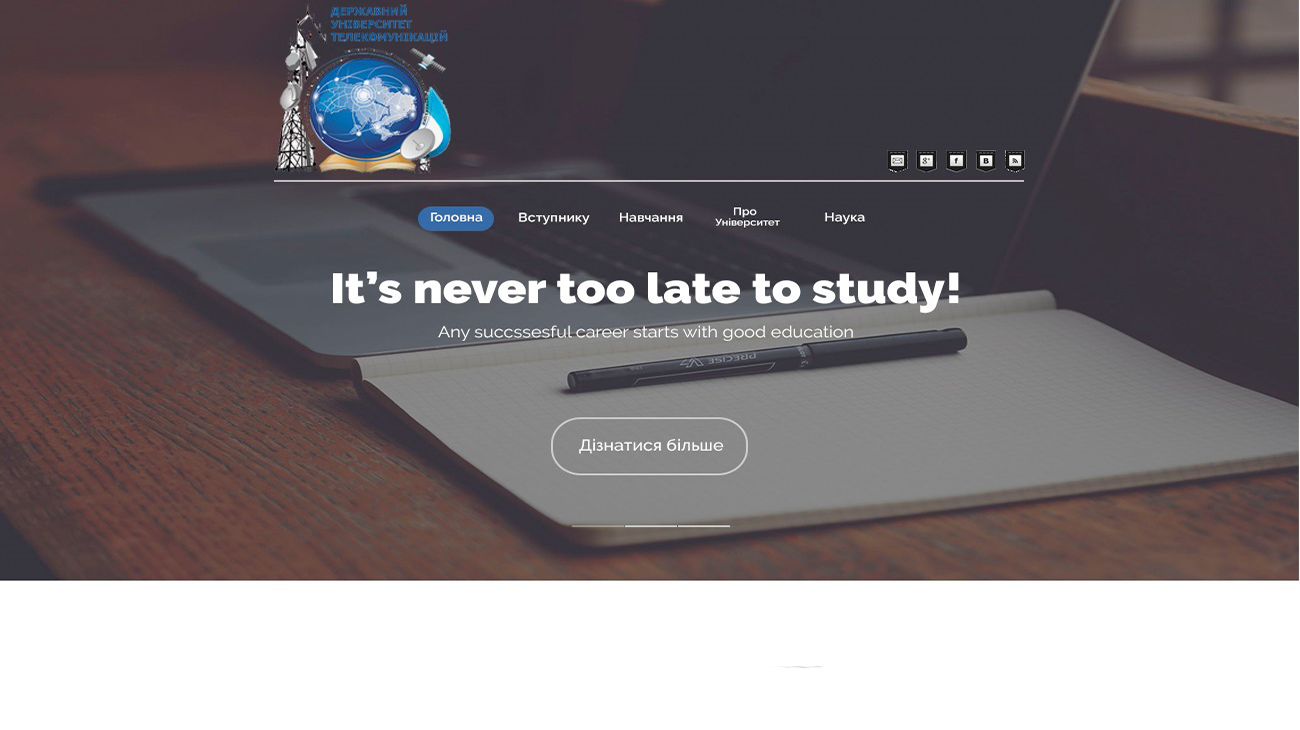 ДЕРЖАВНИЙ
УНІВЕРСИТЕТ
ТЕЛЕКОМУНІКАЦІЙ
g+ f B
Головна Вступнику Навчання Про Університет Наука
It’s never too late to study!
Any succssesful career starts with good education
PRECISE
Дізнатися більше